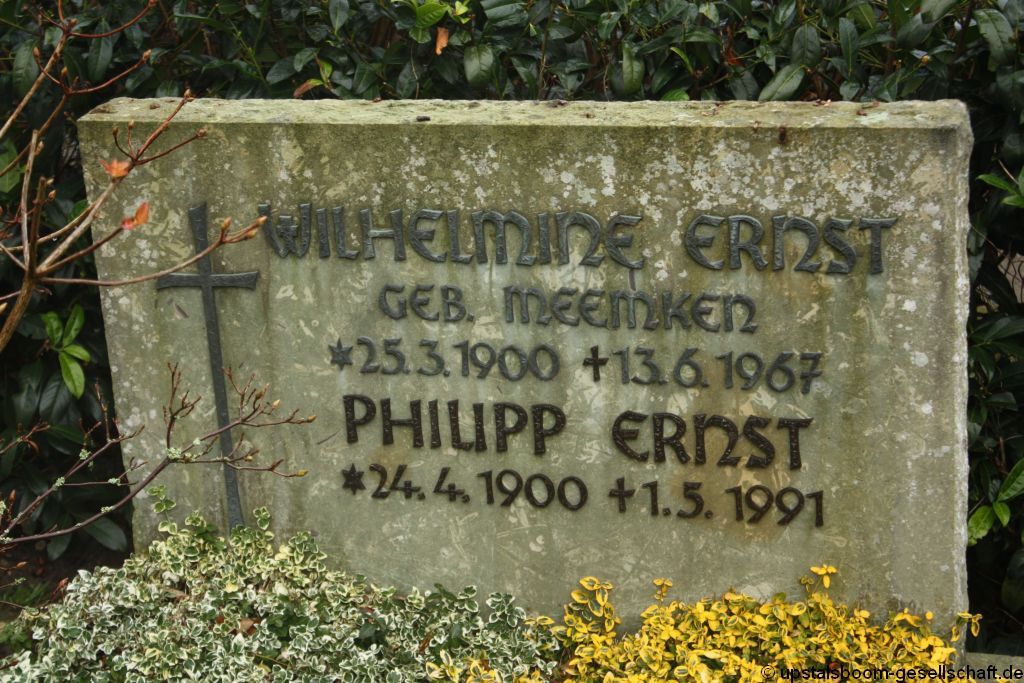 WILHELMINE ERNST
GEB. MEEMKEN
✶25.3.1900 ✝13.6.1967
PHILIPP ERNST
✶24.4.1900 ✝1.5.1991
© upstalsboom-gesellschaft.de